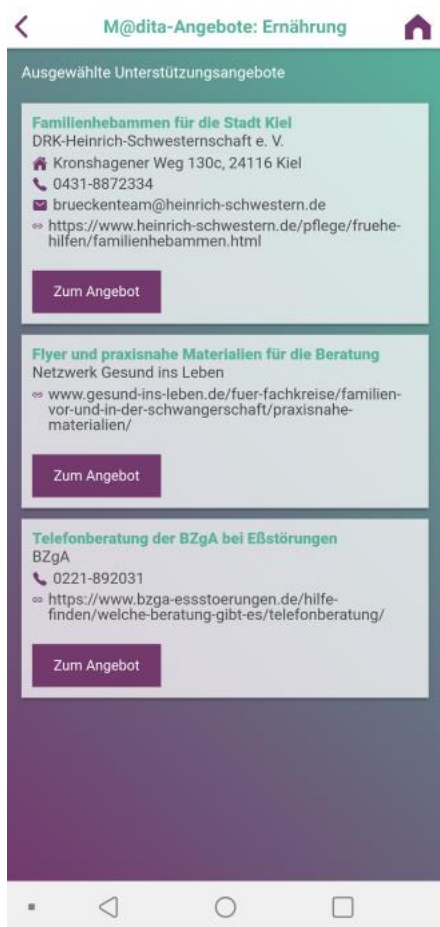 M@dita-Angebote: Ernährung
Ausgewählte Unterstützungsangebote
Familienhebammen für die Stadt Kiel
DRK-Heinrich-Schwesternschaft e. V.
Kronshagener Weg 130c, 24116 Kiel
0431-8872334
brueckenteam@heinrich-schwestern.de
https://www.heinrich-schwestern.de/pflege/fruehe-
hilfen/familienhebammen.html
Zum Angebot
Flyer und praxisnahe Materialien für die Beratung
Netzwerk Gesund ins Leben
www.gesund-ins-leben.de/fuer-fachkreise/familien-
vor-und-in-der-schwangerschaft/praxisnahe-
materialien/
Zum Angebot
Telefonberatung der BZgA bei Eßstörungen
BZgA
0221-892031
https://www.bzga-essstoerungen.de/hilfe-
finden/welche-beratung-gibt-es/telefonberatung/
Zum Angebot